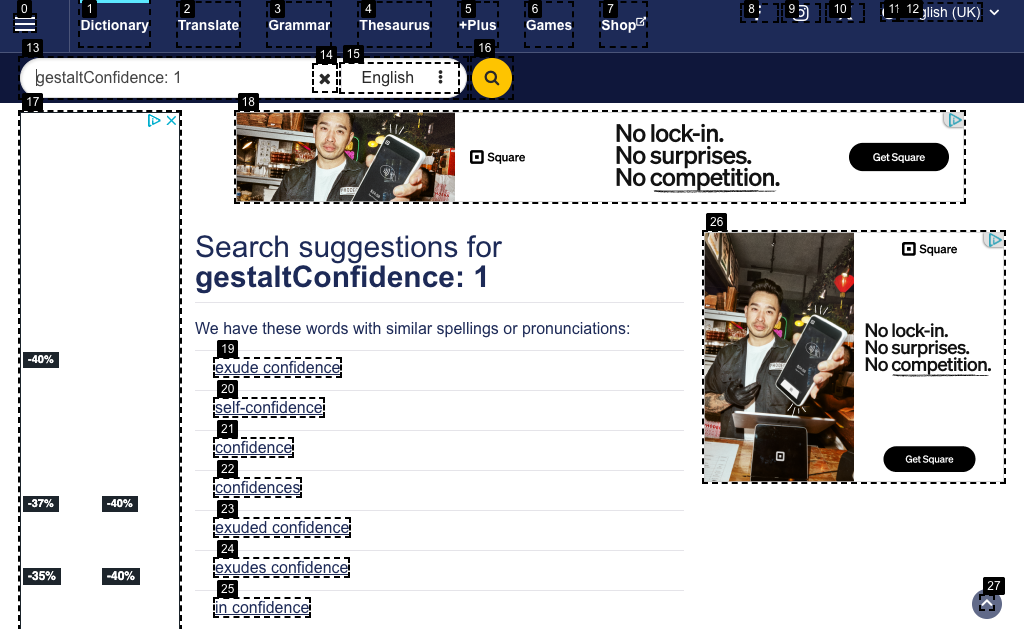 0
1
2
3
4
5
6
7
8
9
10
11
12
Dictionary
Translate
Grammar
Thesaurus
+Plus
Games
Shop
glish (UK)
13
14
15
16
gestaltConfidence: 1
English
17
18
Square
No lock-in.
No surprises.
No competition.
Get Square
26
Search suggestions for
gestaltConfidence: 1
We have these words with similar spellings or pronunciations:
19
exude confidence
20
self-confidence
21
confidence
22
confidences
23
exuded confidence
24
exudes confidence
25
in confidence
-40%
-37%
-40%
-35%
-40%
Square
No lock-in.
No surprises.
No competition.
Get Square
27